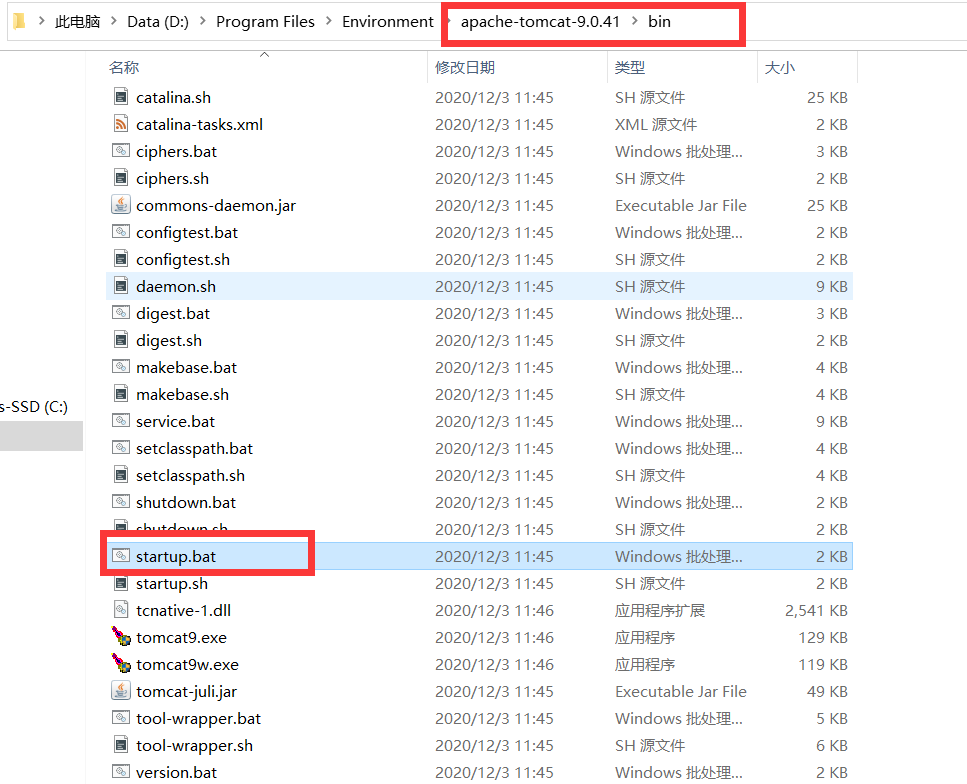 此电脑 > Data (D:) > Program Files > Environment > apache-tomcat-9.0.41 > bin
名称 修改日期 类型 大小
catalina.sh 2020/12/3 11:45 SH 源文件 25 KB
catalina-tasks.xml 2020/12/3 11:45 XML 源文件 2 KB
ciphers.bat 2020/12/3 11:45 Windows 批处理... 3 KB
ciphers.sh 2020/12/3 11:45 SH 源文件 2 KB
commons-daemon.jar 2020/12/3 11:45 Executable Jar File 25 KB
configtest.bat 2020/12/3 11:45 Windows 批处理... 2 KB
configtest.sh 2020/12/3 11:45 SH 源文件 2 KB
daemon.sh 2020/12/3 11:45 SH 源文件 9 KB
digest.bat 2020/12/3 11:45 Windows 批处理... 3 KB
digest.sh 2020/12/3 11:45 SH 源文件 2 KB
makebase.bat 2020/12/3 11:45 Windows 批处理... 4 KB
makebase.sh 2020/12/3 11:45 SH 源文件 4 KB
s-SSD (C:)
service.bat 2020/12/3 11:45 Windows 批处理... 9 KB
setclasspath.bat 2020/12/3 11:45 Windows 批处理... 4 KB
setclasspath.sh 2020/12/3 11:45 SH 源文件 4 KB
shutdown.bat 2020/12/3 11:45 Windows 批处理... 2 KB
shutdown.sh 2020/12/3 11:45 SH 源文件 2 KB
startup.bat 2020/12/3 11:45 Windows 批处理... 2 KB
startup.sh 2020/12/3 11:45 SH 源文件 2 KB
tcnative-1.dll 2020/12/3 11:46 应用程序扩展 2,541 KB
tomcat9.exe 2020/12/3 11:46 应用程序 129 KB
tomcat9w.exe 2020/12/3 11:46 应用程序 119 KB
tomcat-juli.jar 2020/12/3 11:45 Executable Jar File 49 KB
tool-wrapper.bat 2020/12/3 11:45 Windows 批处理... 5 KB
tool-wrapper.sh 2020/12/3 11:45 SH 源文件 6 KB
version.bat 2020/12/3 11:45 Windows 批处理... 2 KB